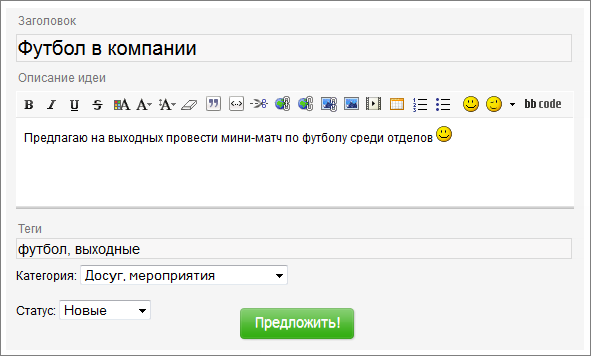 Заголовок
Футбол в компании
Описание идеи
B I U S A A A bb code
Предлагаю на выходных провести мини-матч по футболу среди отделов
Теги
футбол, выходные
Категория: Досуг, мероприятия
Статус: Новые
Предложить!